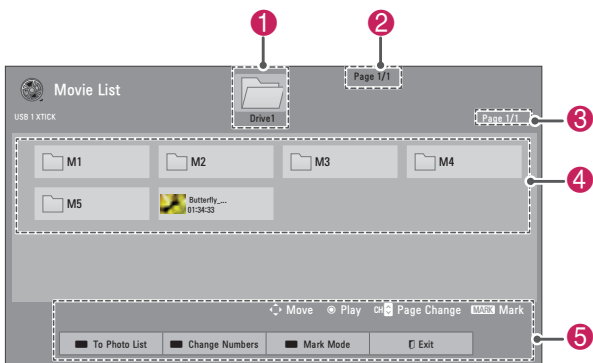 1 2
Page 1/1
Movie List
USB 1 XTICK
Drive1
Page 1/1 3
M1 M2 M3 M4
4
M5 Butterfly_...
01:34:33
Move Play CH Page Change MARK Mark
To Photo List Change Numbers Mark Mode Exit
5